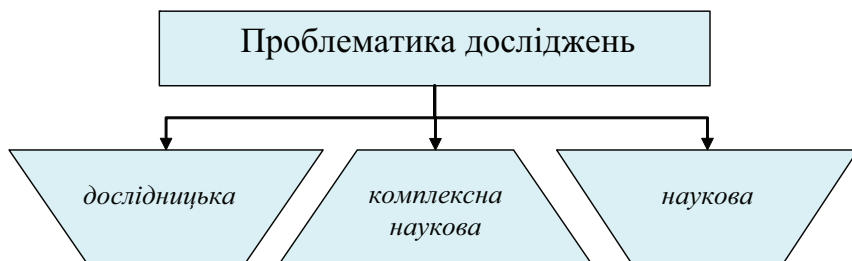 Проблематика досліджень
дослідницька
комплексна
наукова
наукова